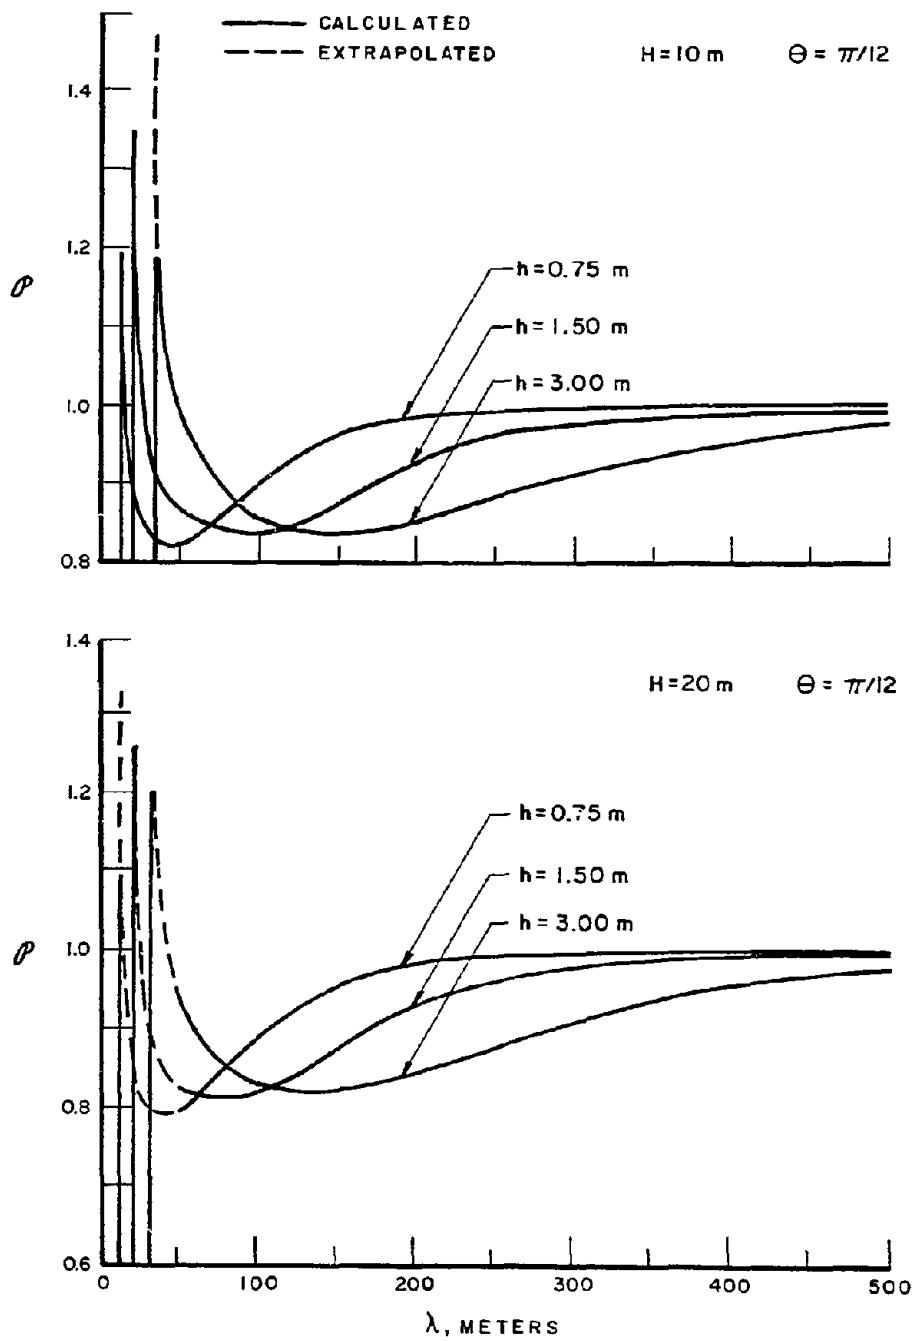 CALCULATED
EXTRAPOLATED
H=10 m θ = π/12
1.4
1.2
𝒫
h=0.75 m
h=1.50 m
h=3.00 m
1.0
0.8
1.4
H=20 m θ = π/12
1.2
h=0.75 m
h=1.50 m
h=3.00 m
𝒫
1.0
0.8
0.6
0 100 200 300 400 500
λ, METERS